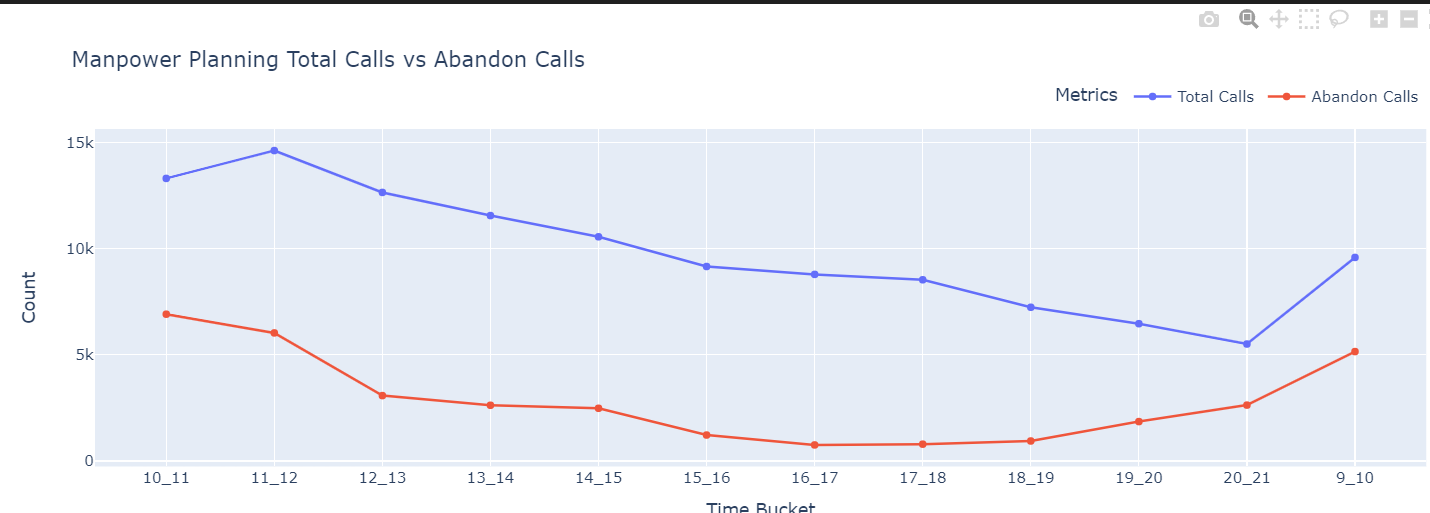 Manpower Planning Total Calls vs Abandon Calls
Metrics Total Calls Abandon Calls
15k
10k
5k
0
Count
10_11 11_12 12_13 13_14 14_15 15_16 16_17 17_18 18_19 19_20 20_21 9_10
Time Bucket